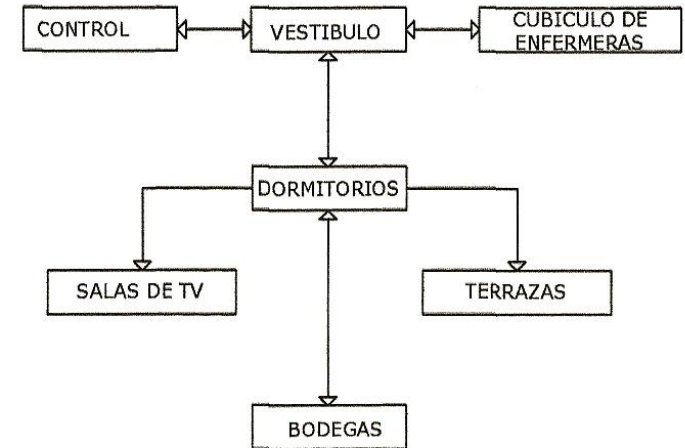 CONTROL
VESTIBULO
CUBICULO DE
ENFERMERAS
DORMITORIOS
SALAS DE TV
TERRAZAS
BODEGAS